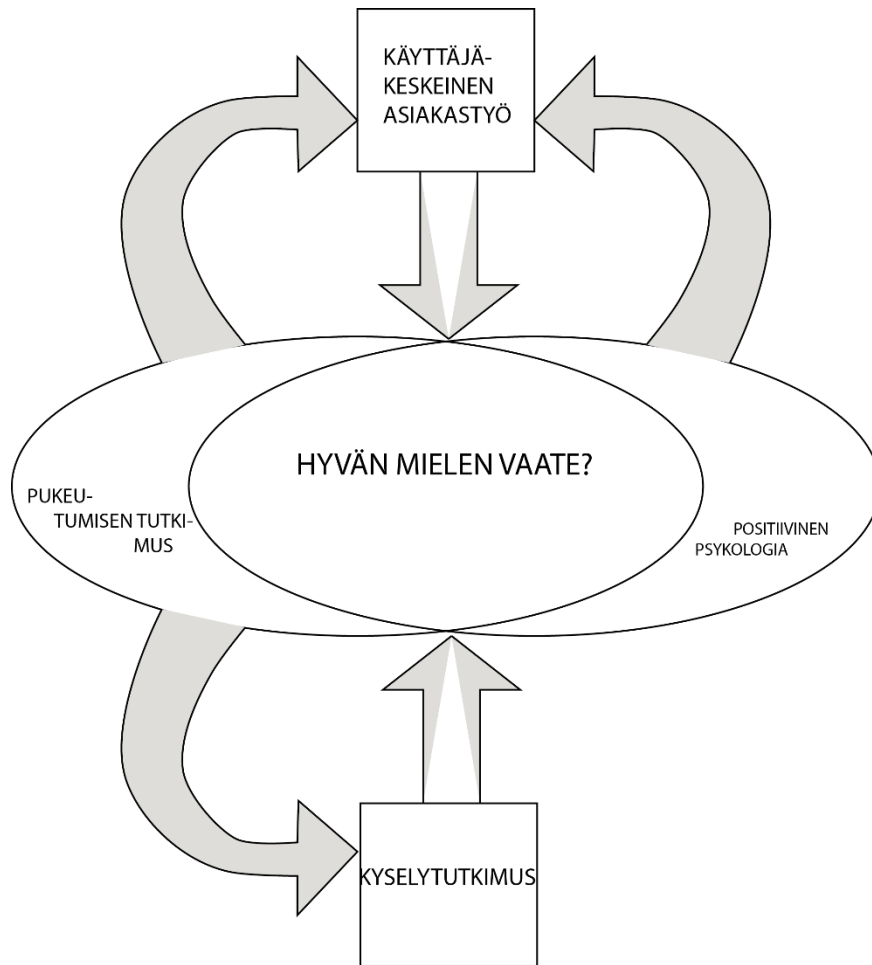 KÄYTTÄJÄ-
KESKEINEN
ASIAKASTYÖ
HYVÄN MIELEN VAATE?
PUKEU-
TUMISEN TUTKI-
MUS
POSITIIVINEN
PSYKOLOGIA
KYSELYTUTKIMUS